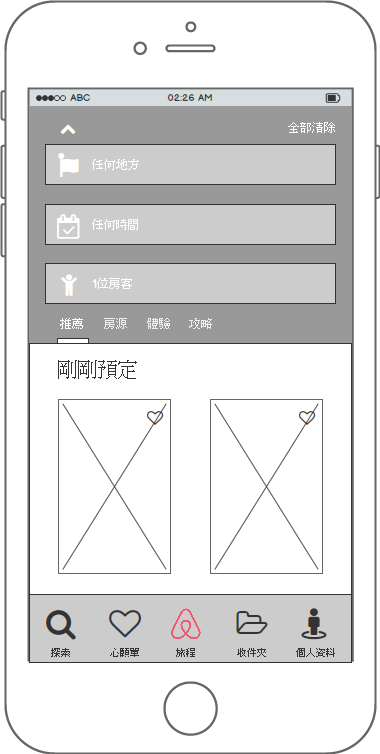 ABC 02:26 AM
全部清除
任何地方
任何時間
1位房客
推薦 房源 體驗 攻略
剛剛預定
探索 心願單 旅程 收件夾 個人資料